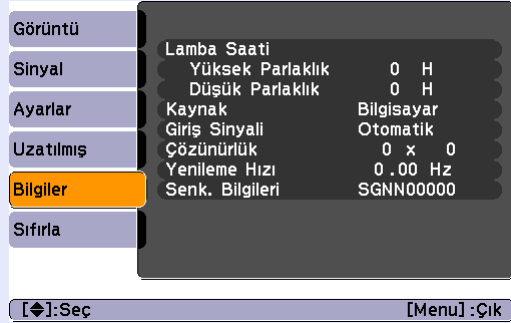 Görüntü
Sinyal
Ayarlar
Uzatılmış
Bilgiler
Sıfırla
Lamba Saati
Yüksek Parlaklık 0 H
Düşük Parlaklık 0 H
Kaynak Bilgisayar
Giriş Sinyali Otomatik
Çözünürlük 0 x 0
Yenileme Hızı 0.00 Hz
Senk. Bilgileri SGNN00000
[◆]:Seç [Menu]:Çık